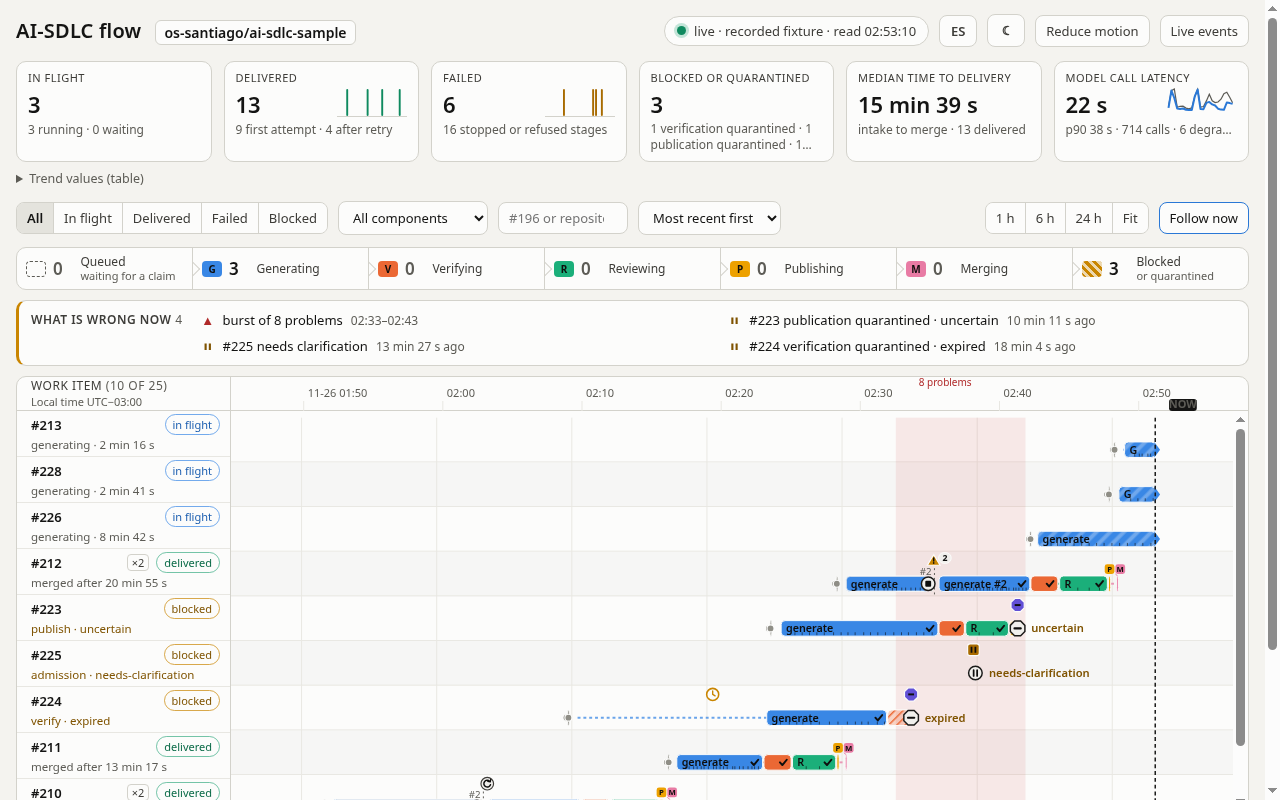 AI-SDLC flow
os-santiago/ai-sdlc-sample
live · recorded fixture · read 02:53:10
ES
Reduce motion
Live events
IN FLIGHT
3
3 running · 0 waiting
DELIVERED
13
9 first attempt · 4 after retry
FAILED
6
16 stopped or refused stages
BLOCKED OR QUARANTINED
3
1 verification quarantined · 1
publication quarantined · 1…
MEDIAN TIME TO DELIVERY
15 min 39 s
intake to merge · 13 delivered
MODEL CALL LATENCY
22 s
p90 38 s · 714 calls · 6 degra…
Trend values (table)
All
In flight
Delivered
Failed
Blocked
All components
#196 or reposito
Most recent first
1 h
6 h
24 h
Fit
Follow now
0 Queued
waiting for a claim
G 3 Generating
V 0 Verifying
R 0 Reviewing
P 0 Publishing
M 0 Merging
3 Blocked
or quarantined
WHAT IS WRONG NOW 4
burst of 8 problems 02:33–02:43
#223 publication quarantined · uncertain 10 min 11 s ago
#225 needs clarification 13 min 27 s ago
#224 verification quarantined · expired 18 min 4 s ago
WORK ITEM (10 OF 25)
Local time UTC−03:00
11-26 01:50
02:00
02:10
02:20
02:30
8 problems
02:40
02:50
NOW
#213 in flight
generating · 2 min 16 s
G
#228 in flight
generating · 2 min 41 s
G
#226 in flight
generating · 8 min 42 s
generate
#212 ×2 delivered
merged after 20 min 55 s
2
#2
P M
generate
generate #2
R
#223 blocked
publish · uncertain
generate
R
uncertain
#225 blocked
admission · needs-clarification
needs-clarification
#224 blocked
verify · expired
generate
expired
#211 delivered
merged after 13 min 17 s
P M
generate
R
#210 ×2 delivered
#2
P M